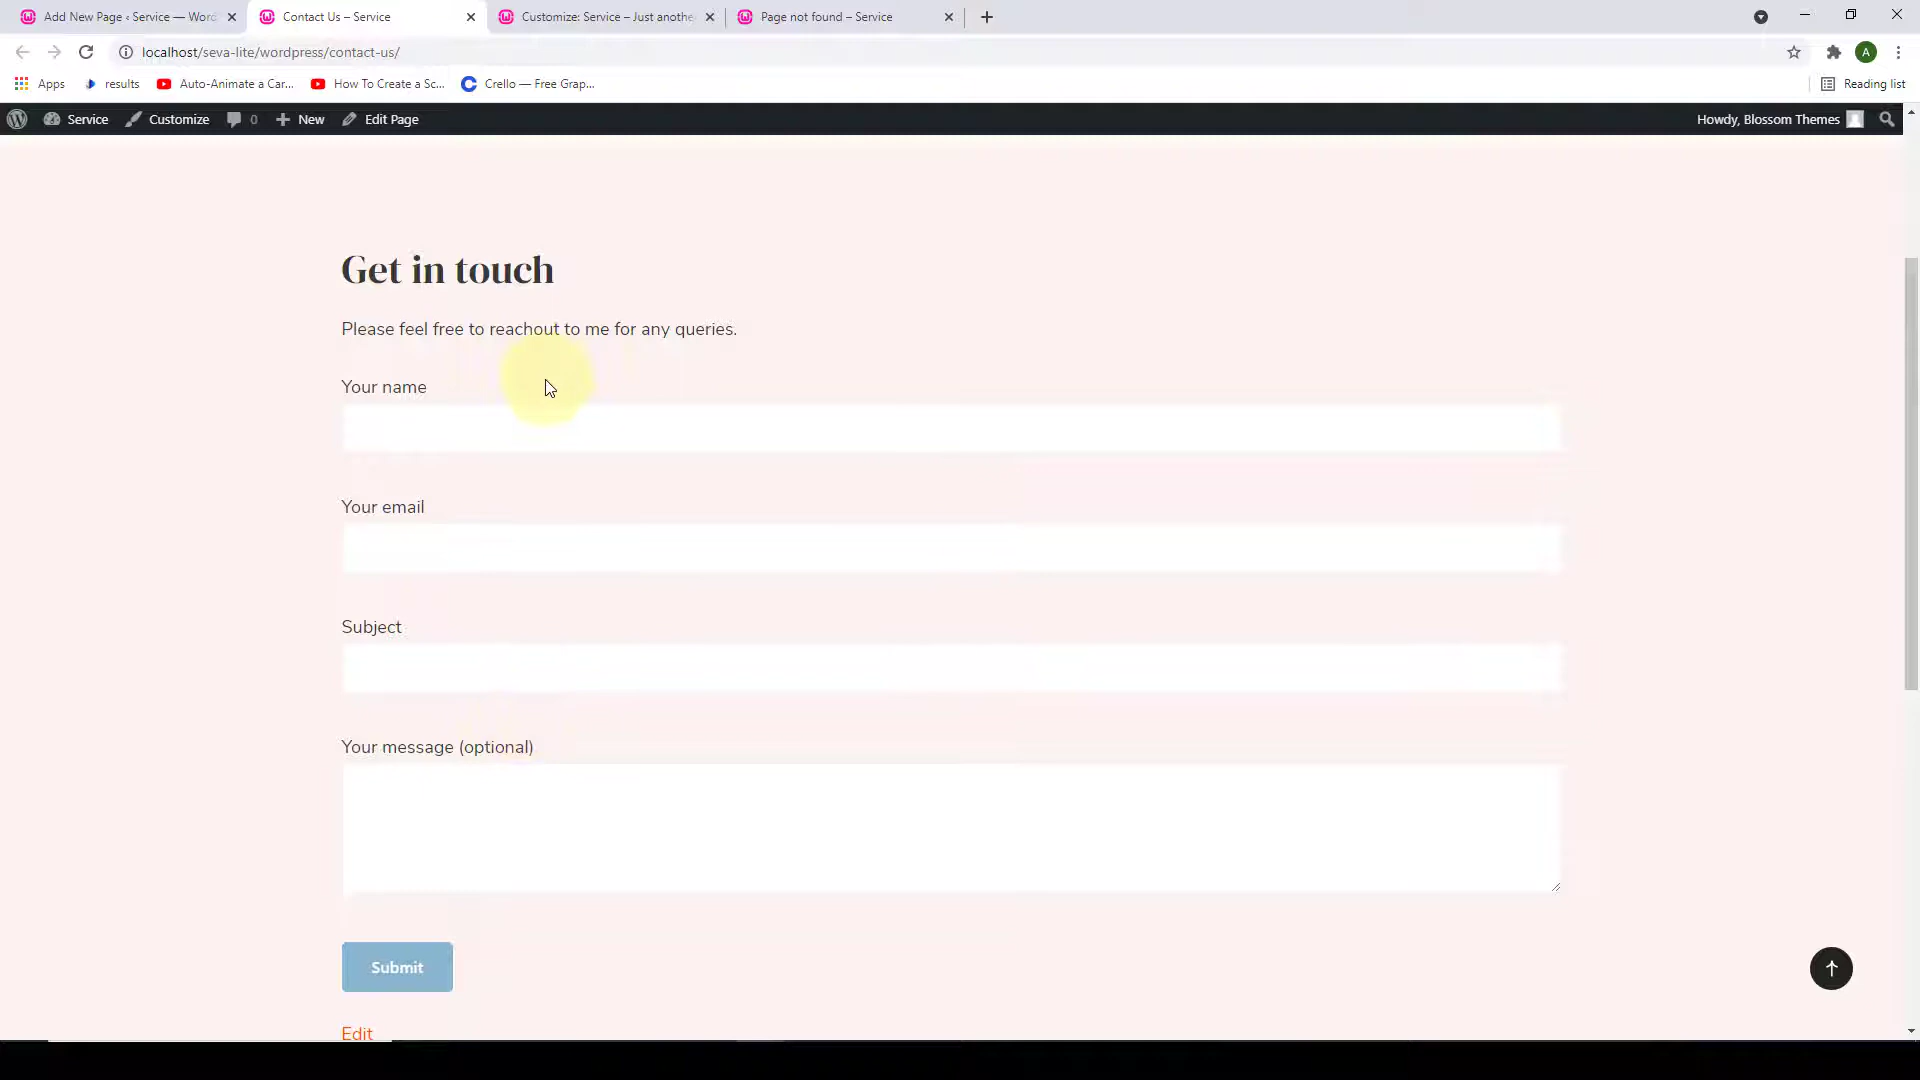 Add New Page ‹ Service — Word
Contact Us – Service
Customize: Service – Just anothe
Page not found – Service
localhost/seva-lite/wordpress/contact-us/
A
Apps
results
Auto-Animate a Car...
How To Create a Sc...
Crello — Free Grap...
Reading list
Service
Customize
0
New
Edit Page
Howdy, Blossom Themes
Get in touch
Please feel free to reachout to me for any queries.
Your name
Your email
Subject
Your message (optional)
Submit
Edit